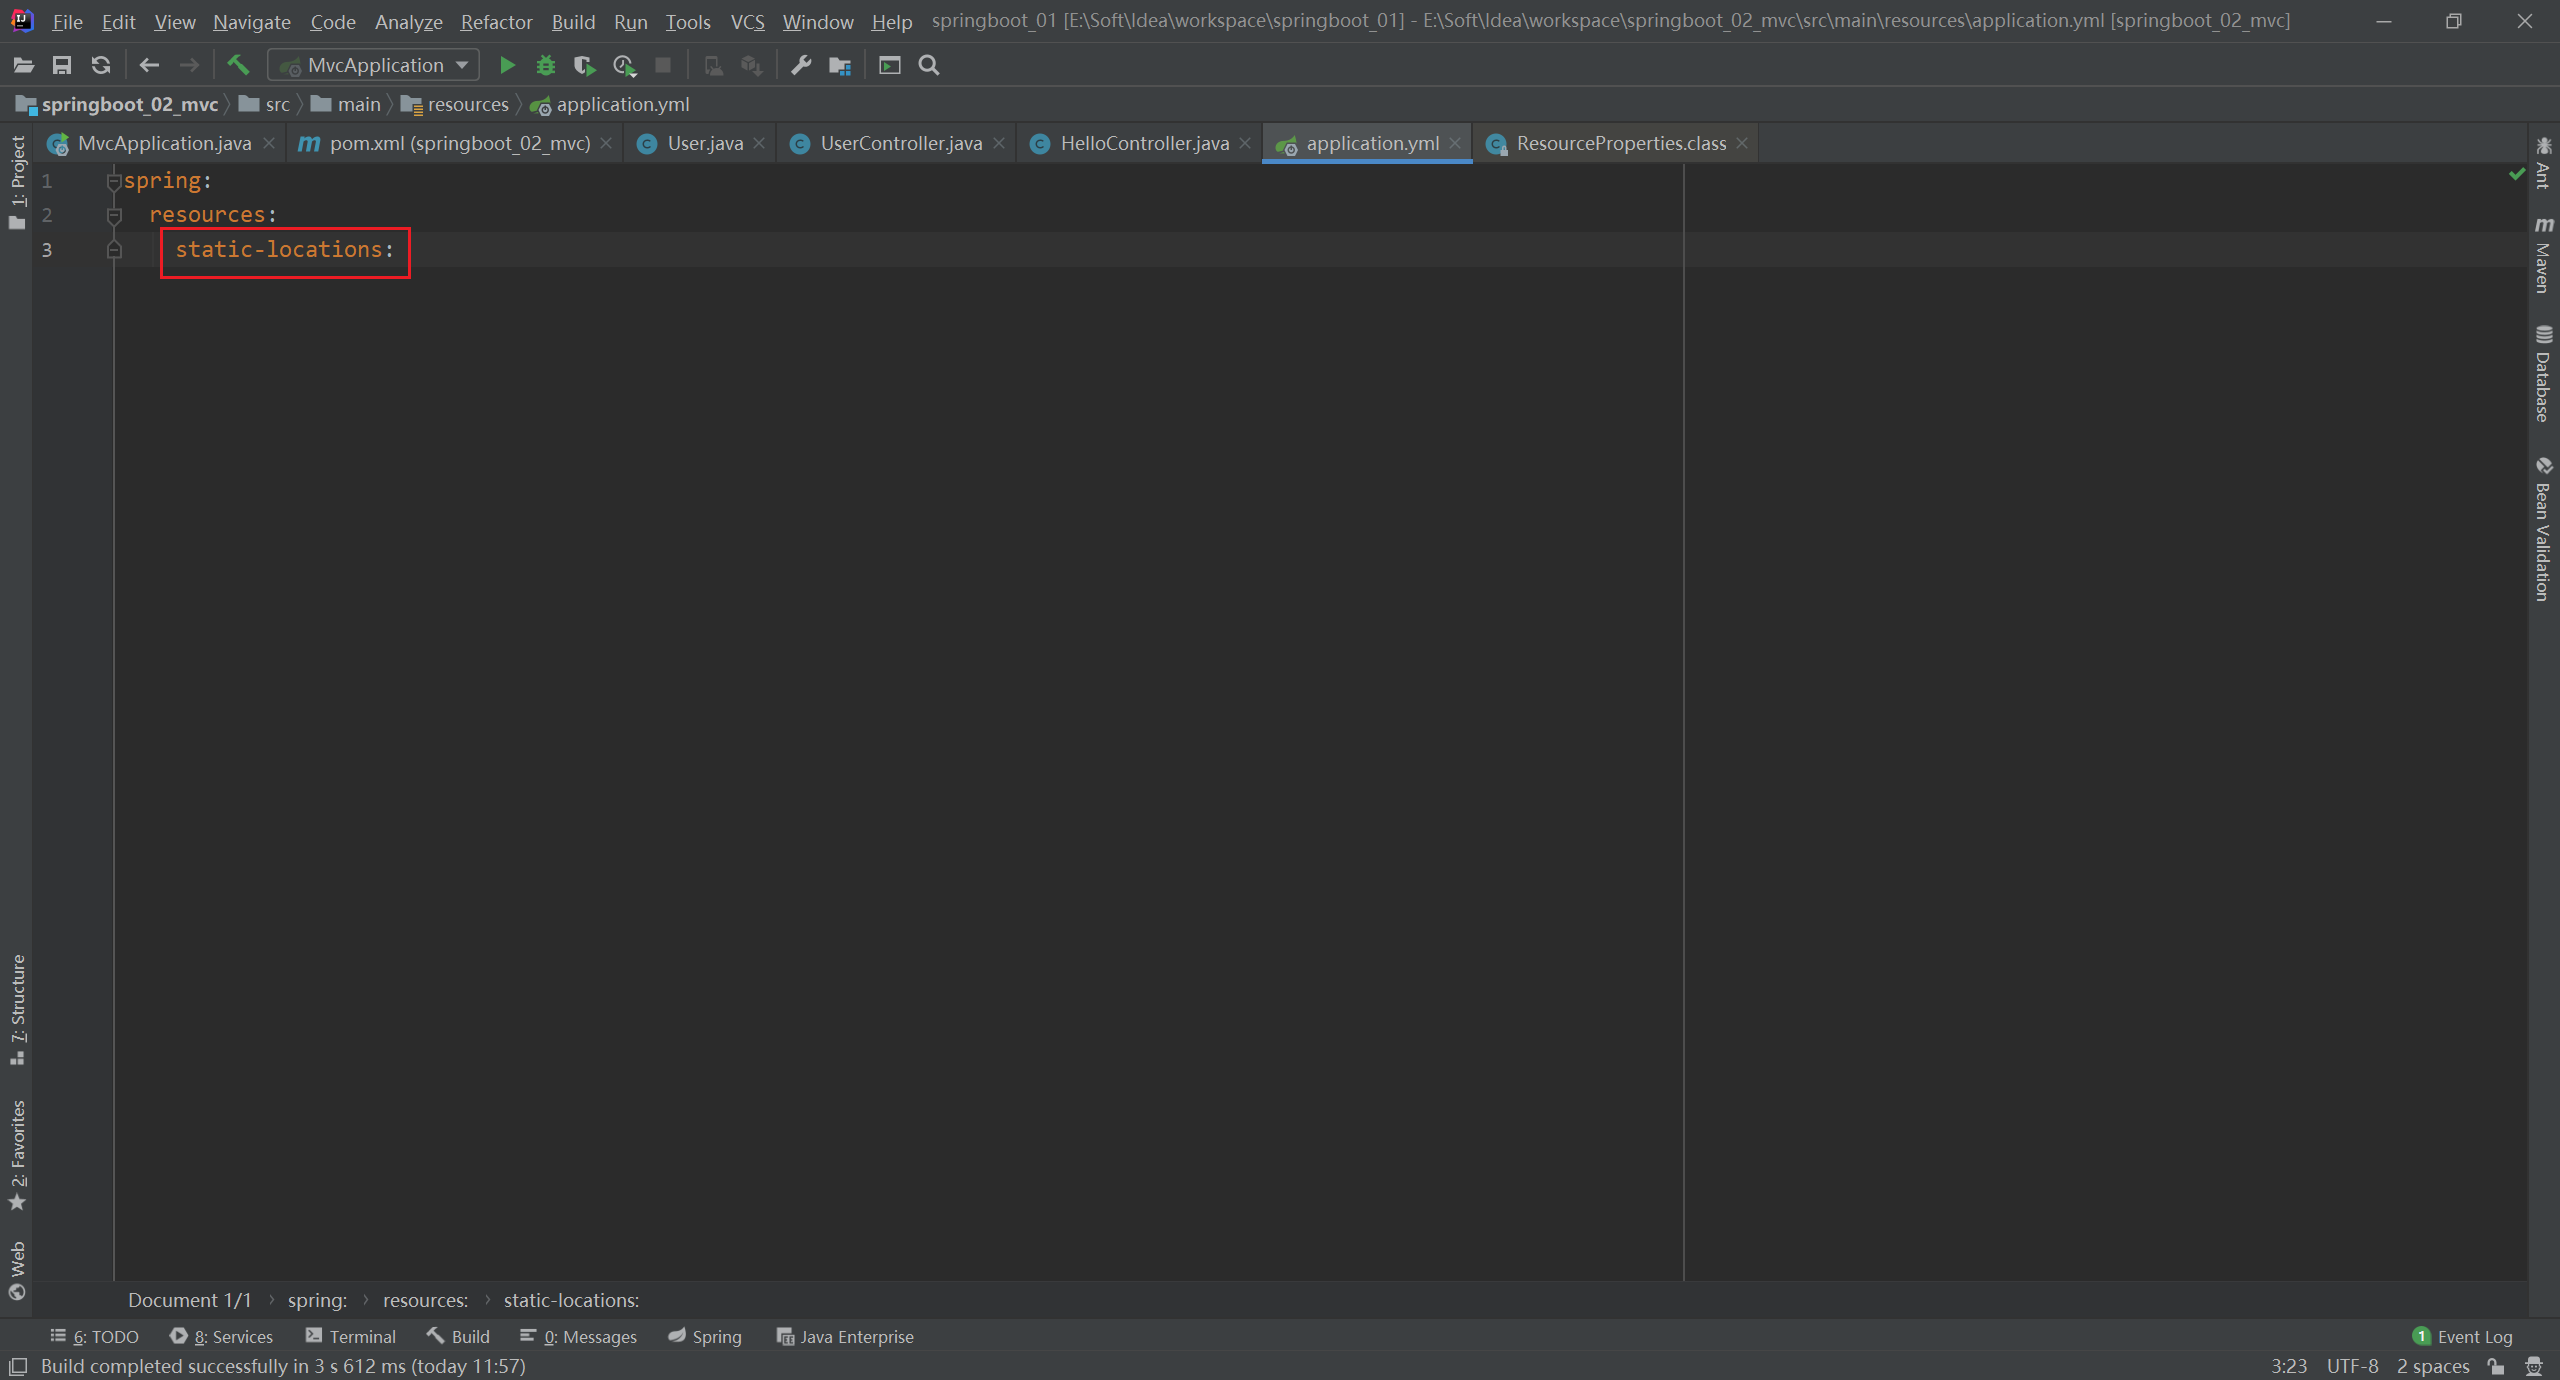 File Edit View Navigate Code Analyze Refactor Build Run Tools VCS Window Help springboot_01 [E:\Soft\Idea\workspace\springboot_01] - E:\Soft\Idea\workspace\springboot_02_mvc\src\main\resources\application.yml [springboot_02_mvc]
MvcApplication
springboot_02_mvc src main resources application.yml
MvcApplication.java pom.xml (springboot_02_mvc) User.java UserController.java HelloController.java application.yml ResourceProperties.class
1 spring:
2 resources:
3 static-locations:
1: Project
7: Structure
2: Favorites
Web
Ant
Maven
Database
Bean Validation
Document 1/1 › spring: › resources: › static-locations:
6: TODO 8: Services Terminal Build 0: Messages Spring Java Enterprise 1 Event Log
Build completed successfully in 3 s 612 ms (today 11:57) 3:23 UTF-8 2 spaces